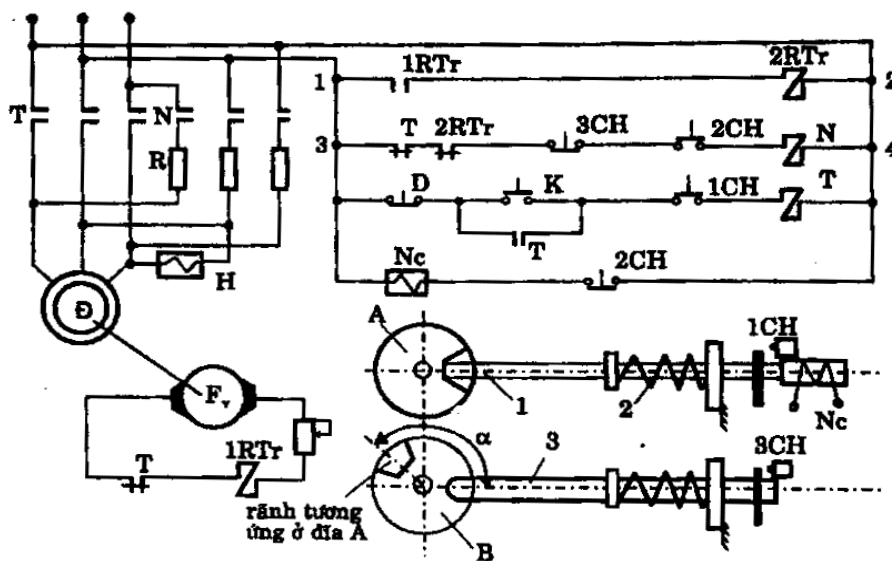 1RTr
2RTr
1
2
T
N
T
2RTr
3CH
2CH
N
3
4
R
D
K
1CH
T
T
Nc
2CH
H
Đ
A
1CH
1
2
Nc
Fᵥ
α
3
3CH
T
1RTr
rãnh tương
ứng ở đĩa A
B